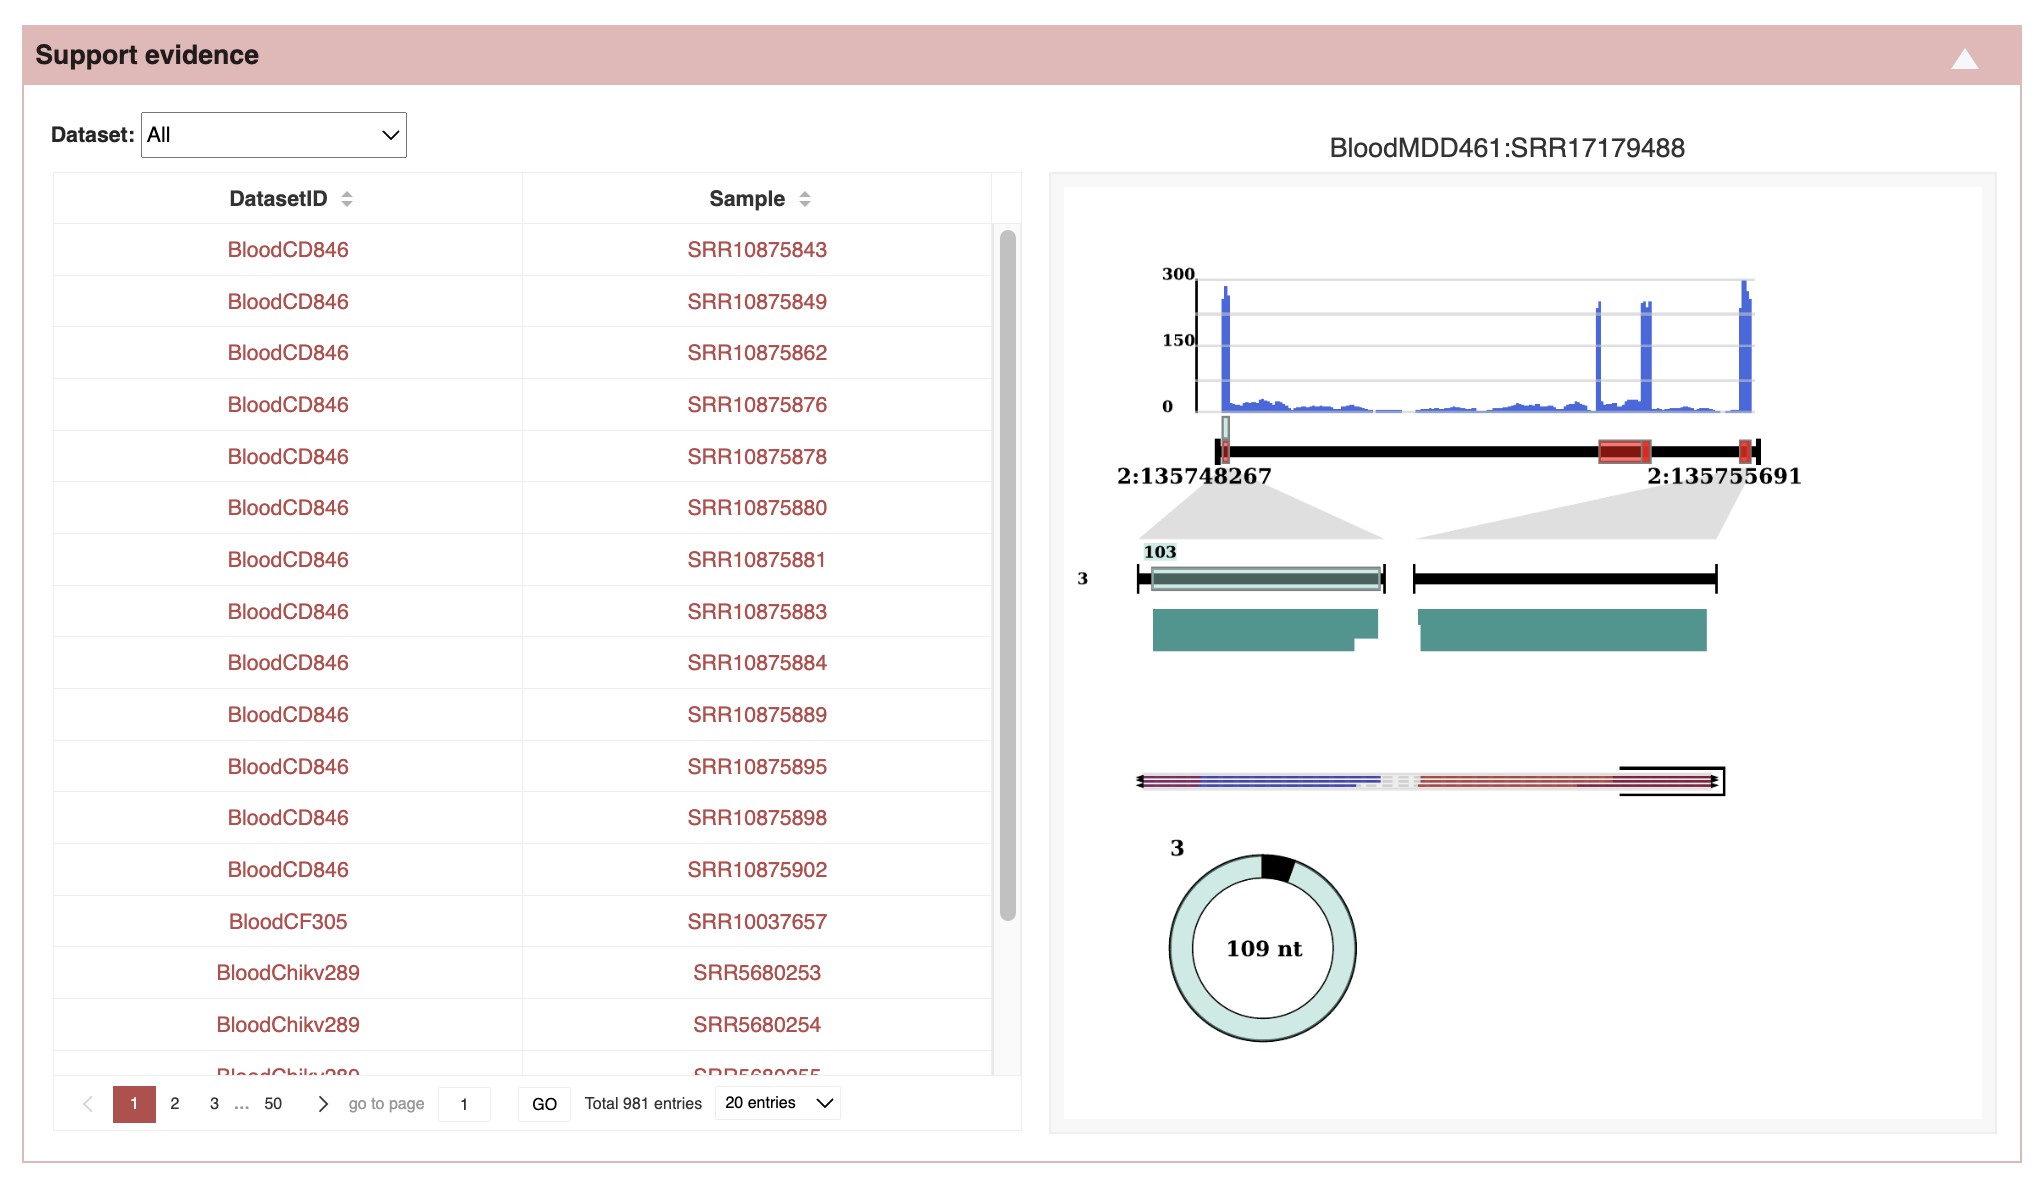 Support evidence
Dataset: All
DatasetID Sample
BloodCD846 SRR10875843
BloodCD846 SRR10875849
BloodCD846 SRR10875862
BloodCD846 SRR10875876
BloodCD846 SRR10875878
BloodCD846 SRR10875880
BloodCD846 SRR10875881
BloodCD846 SRR10875883
BloodCD846 SRR10875884
BloodCD846 SRR10875889
BloodCD846 SRR10875895
BloodCD846 SRR10875898
BloodCD846 SRR10875902
BloodCF305 SRR10037657
BloodChikv289 SRR5680253
BloodChikv289 SRR5680254
BloodChikv289 SRR5680255
1 2 3 ... 50 go to page 1 GO Total 981 entries 20 entries
BloodMDD461:SRR17179488
300
150
0
2:135748267 2:135755691
103
3
3
109 nt